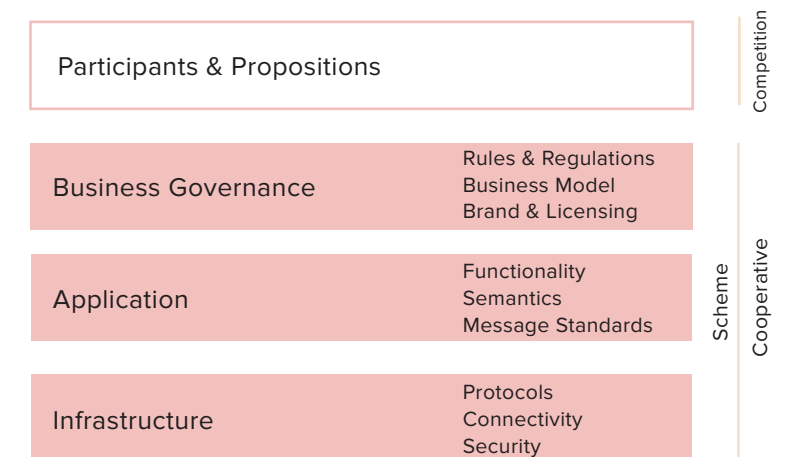 Participants & Propositions
Competition
Business Governance
Rules & Regulations
Business Model
Brand & Licensing
Application
Functionality
Semantics
Message Standards
Scheme
Cooperative
Infrastructure
Protocols
Connectivity
Security